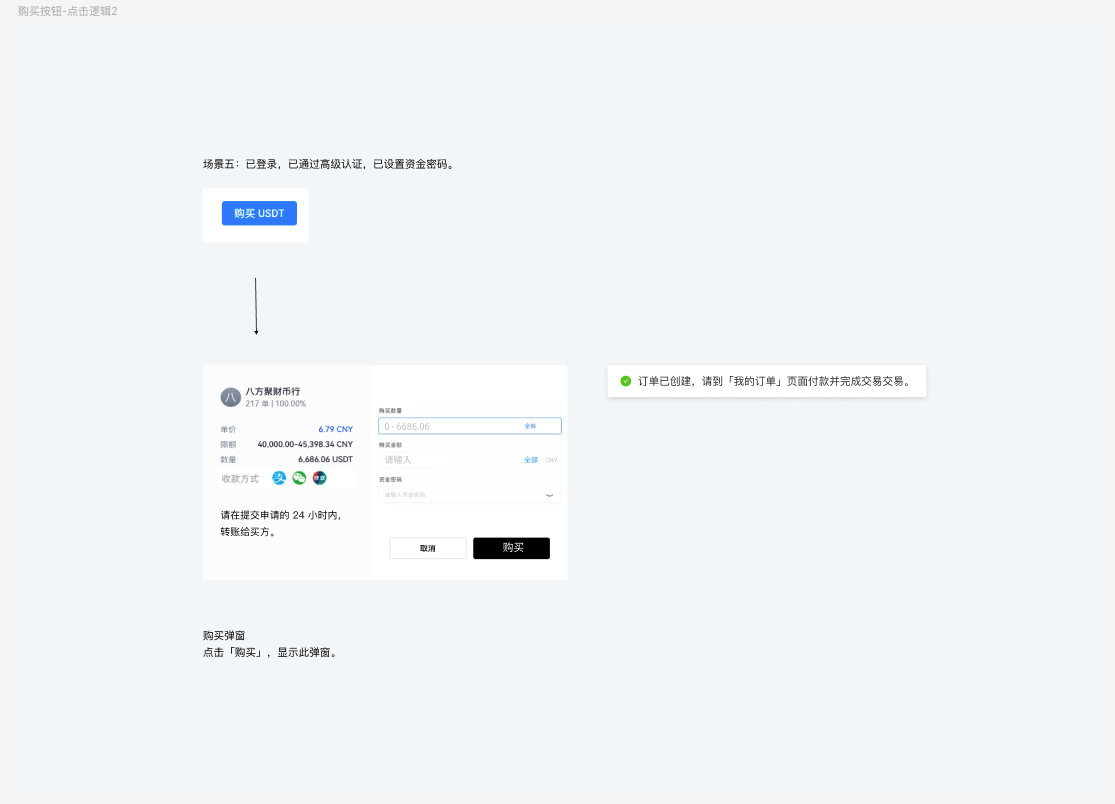 购买按钮-点击逻辑2
场景五：已登录，已通过高级认证，已设置资金密码。
购买 USDT
八
八方聚财币行
217 单 | 100.00%
单价 6.79 CNY
限额 40,000.00-45,398.34 CNY
数量 6,686.06 USDT
收款方式 支
请在提交申请的 24 小时内，
转账给买方。
购买数量
0 - 6686.06 全部
购买金额
请输入 全部 CNY
资金密码
请输入资金密码
取消 购买
订单已创建，请到「我的订单」页面付款并完成交易交易。
购买弹窗
点击「购买」，显示此弹窗。